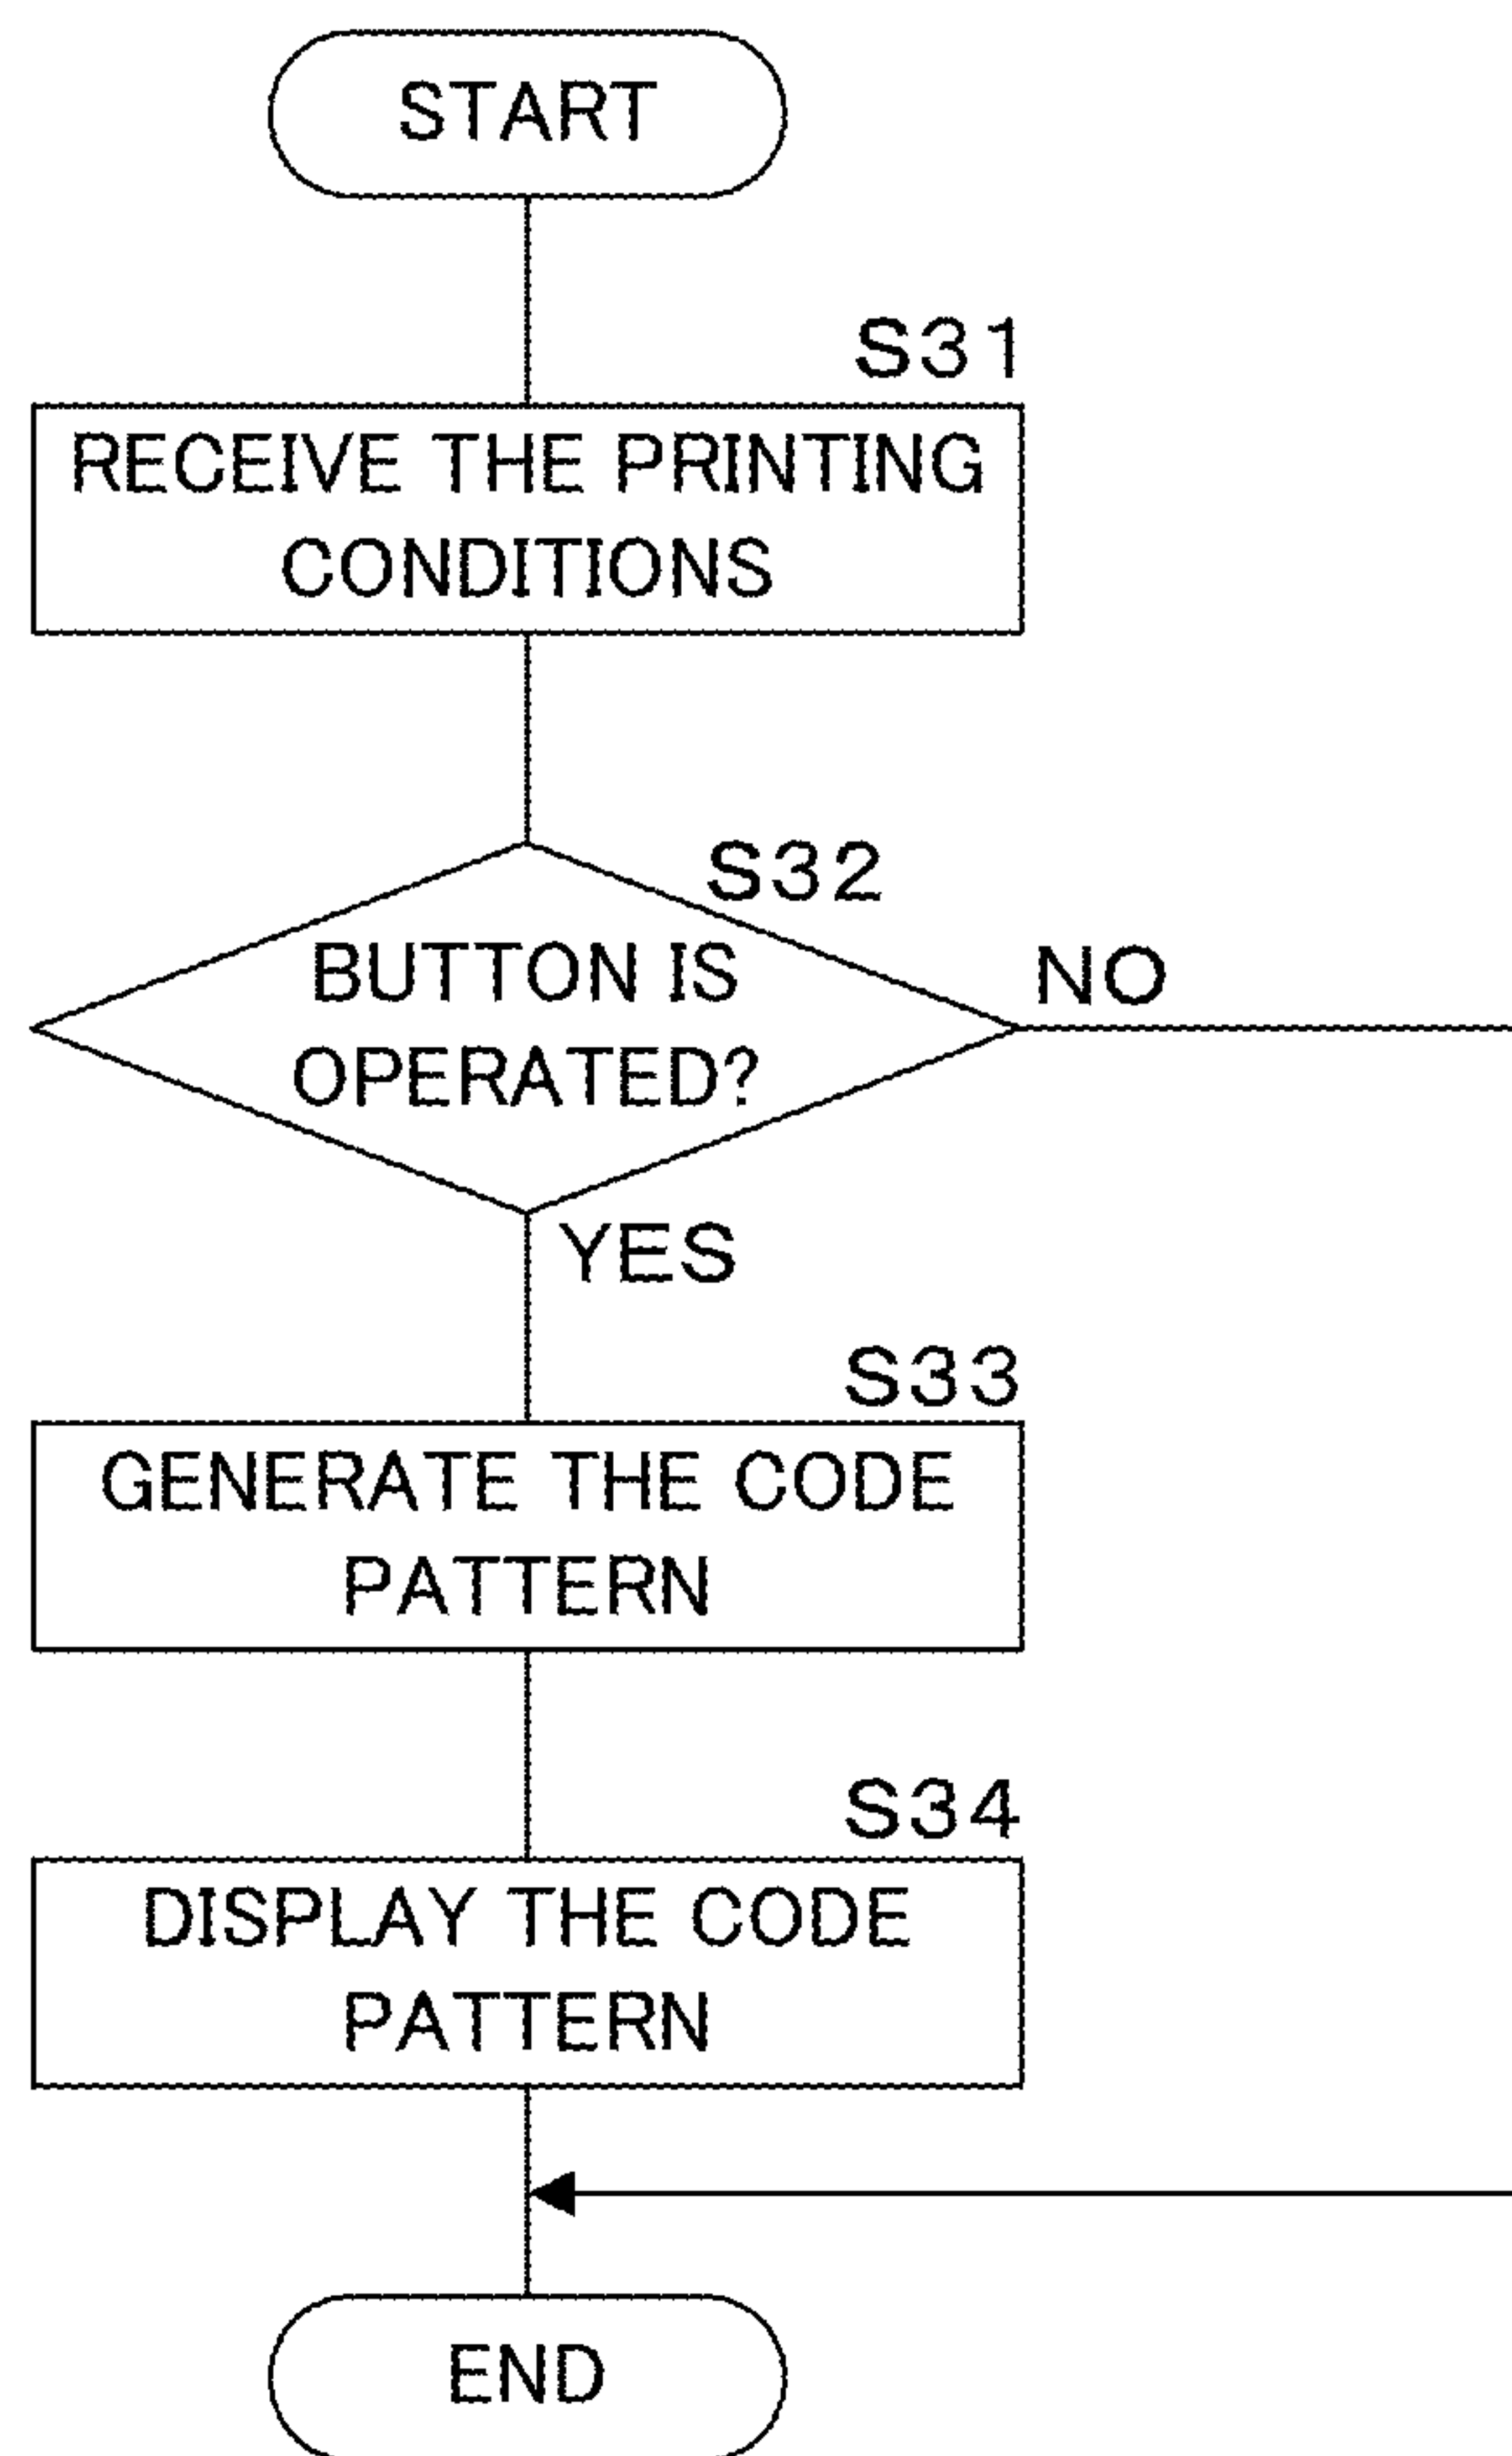 START
S31
RECEIVE THE PRINTING
CONDITIONS
S32
BUTTON IS
OPERATED?
NO
YES
S33
GENERATE THE CODE
PATTERN
S34
DISPLAY THE CODE
PATTERN
END